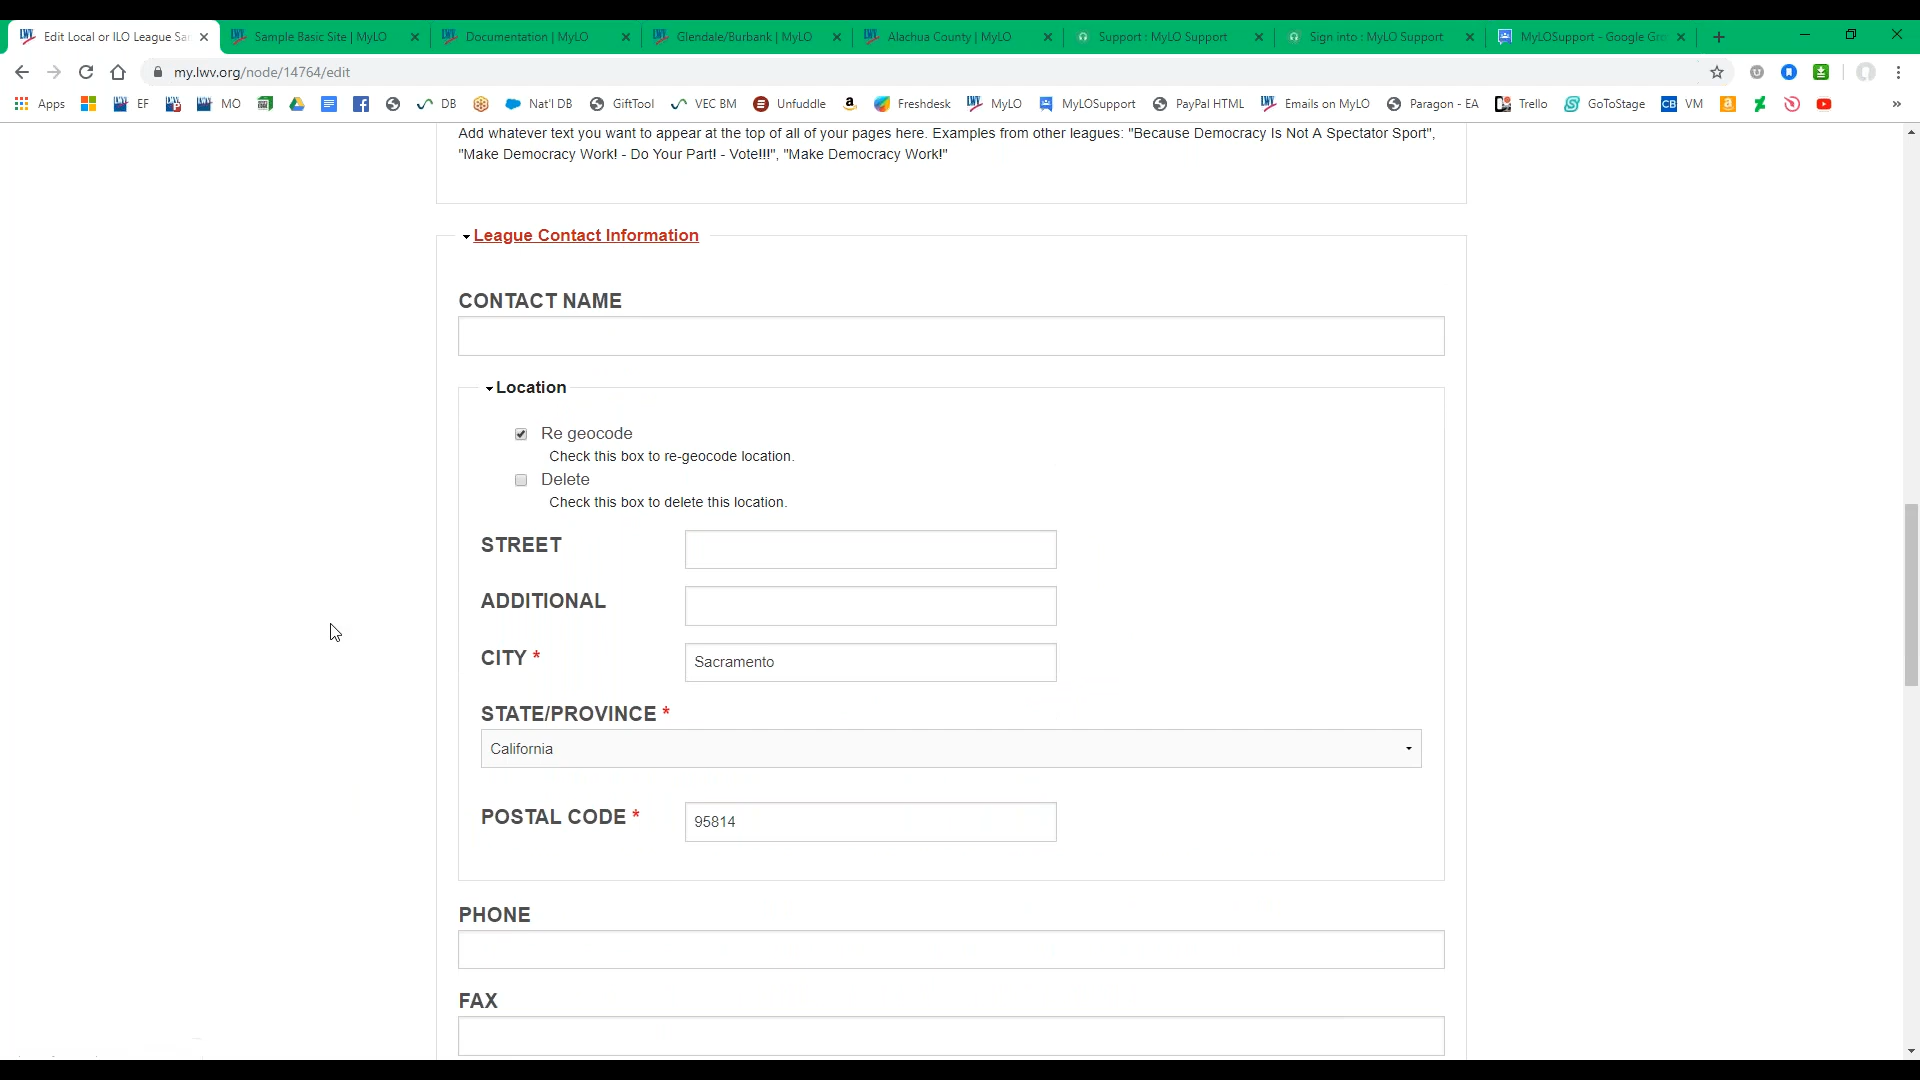 Edit Local or ILO League Sa
Sample Basic Site | MyLO
Documentation | MyLO
Glendale/Burbank | MyLO
Alachua County | MyLO
Support : MyLO Support
Sign into : MyLO Support
MyLOSupport - Google Gr
my.lwv.org/node/14764/edit
Apps EF MO DB Nat'l DB GiftTool VEC BM Unfuddle Freshdesk MyLO MyLOSupport PayPal HTML Emails on MyLO Paragon - EA Trello GoToStage CB VM »
Add whatever text you want to appear at the top of all of your pages here. Examples from other leagues: "Because Democracy Is Not A Spectator Sport",
"Make Democracy Work! - Do Your Part! - Vote!!!", "Make Democracy Work!"
League Contact Information
CONTACT NAME
Location
Re geocode
Check this box to re-geocode location.
Delete
Check this box to delete this location.
STREET
ADDITIONAL
CITY * Sacramento
STATE/PROVINCE *
California
POSTAL CODE * 95814
PHONE
FAX